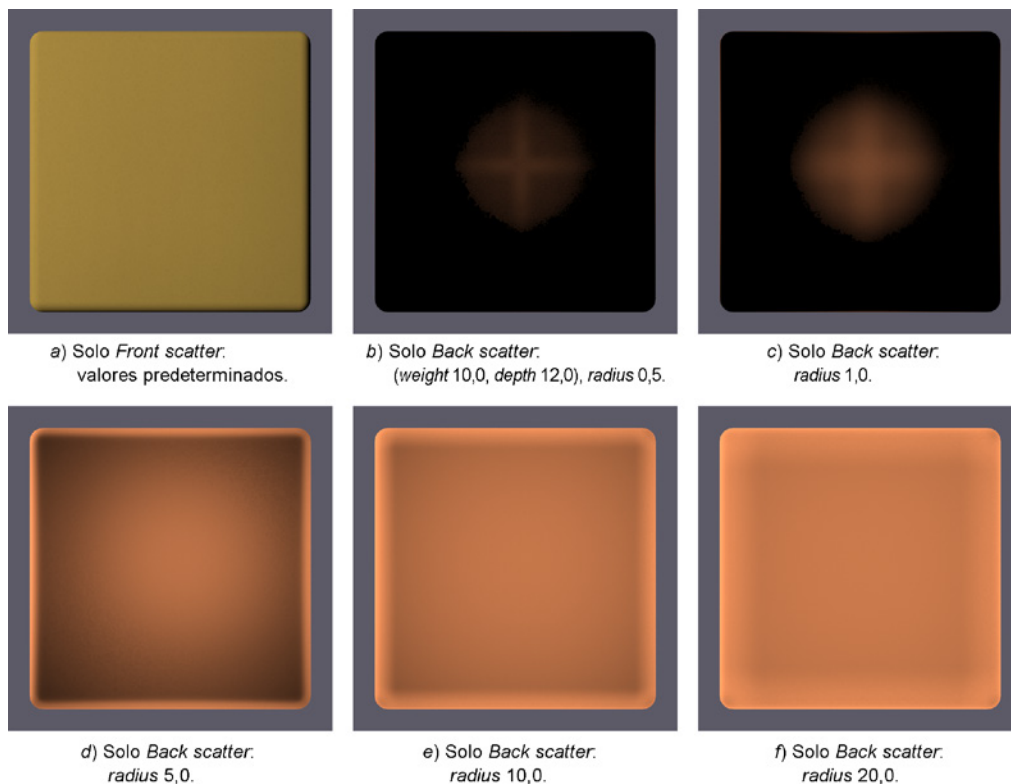 a) Solo Front scatter:
valores predeterminados.
b) Solo Back scatter:
(weight 10,0, depth 12,0), radius 0,5.
c) Solo Back scatter:
radius 1,0.
d) Solo Back scatter:
radius 5,0.
e) Solo Back scatter:
radius 10,0.
f) Solo Back scatter:
radius 20,0.